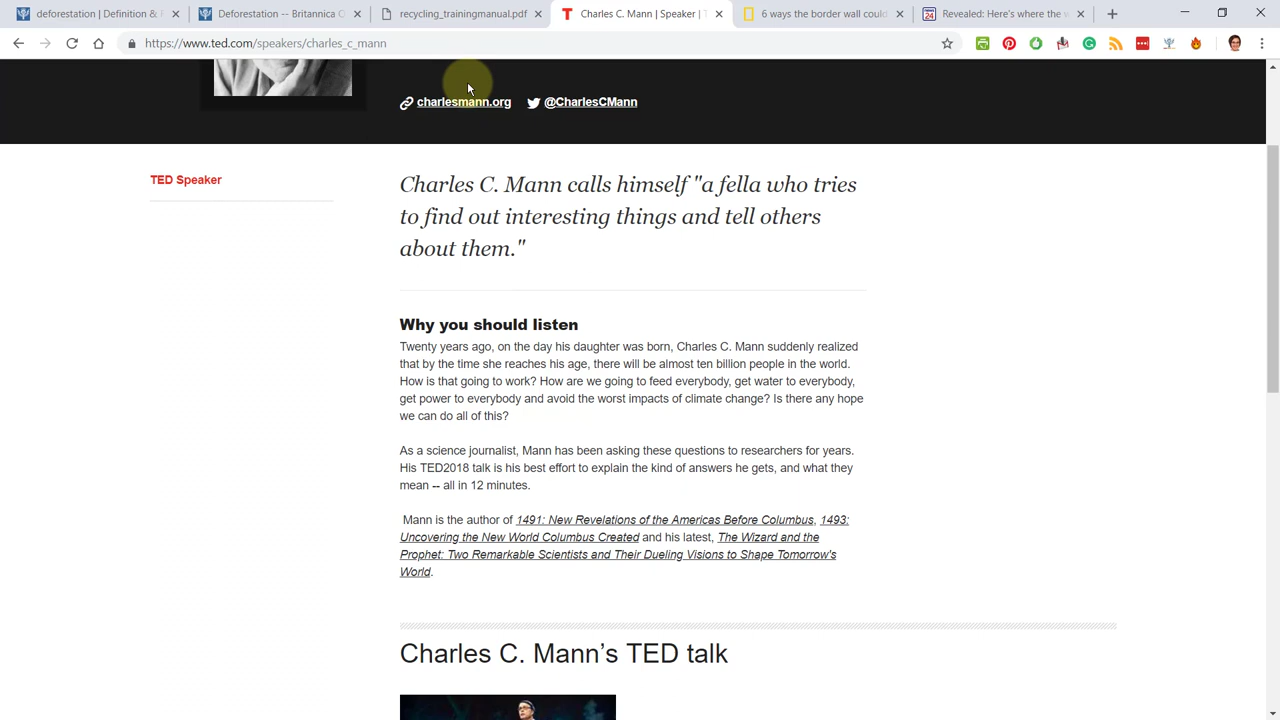 deforestation | Definition &
Deforestation -- Britannica
recycling_trainingmanual.pdf
Charles C. Mann | Speaker |
6 ways the border wall could
Revealed: Here's where the
https://www.ted.com/speakers/charles_c_mann
charlesmann.org @CharlesCMann
TED Speaker
Charles C. Mann calls himself "a fella who tries
to find out interesting things and tell others
about them."
Why you should listen
Twenty years ago, on the day his daughter was born, Charles C. Mann suddenly realized
that by the time she reaches his age, there will be almost ten billion people in the world.
How is that going to work? How are we going to feed everybody, get water to everybody,
get power to everybody and avoid the worst impacts of climate change? Is there any hope
we can do all of this?
As a science journalist, Mann has been asking these questions to researchers for years.
His TED2018 talk is his best effort to explain the kind of answers he gets, and what they
mean -- all in 12 minutes.
Mann is the author of 1491: New Revelations of the Americas Before Columbus, 1493:
Uncovering the New World Columbus Created and his latest, The Wizard and the
Prophet: Two Remarkable Scientists and Their Dueling Visions to Shape Tomorrow's
World.
Charles C. Mann’s TED talk